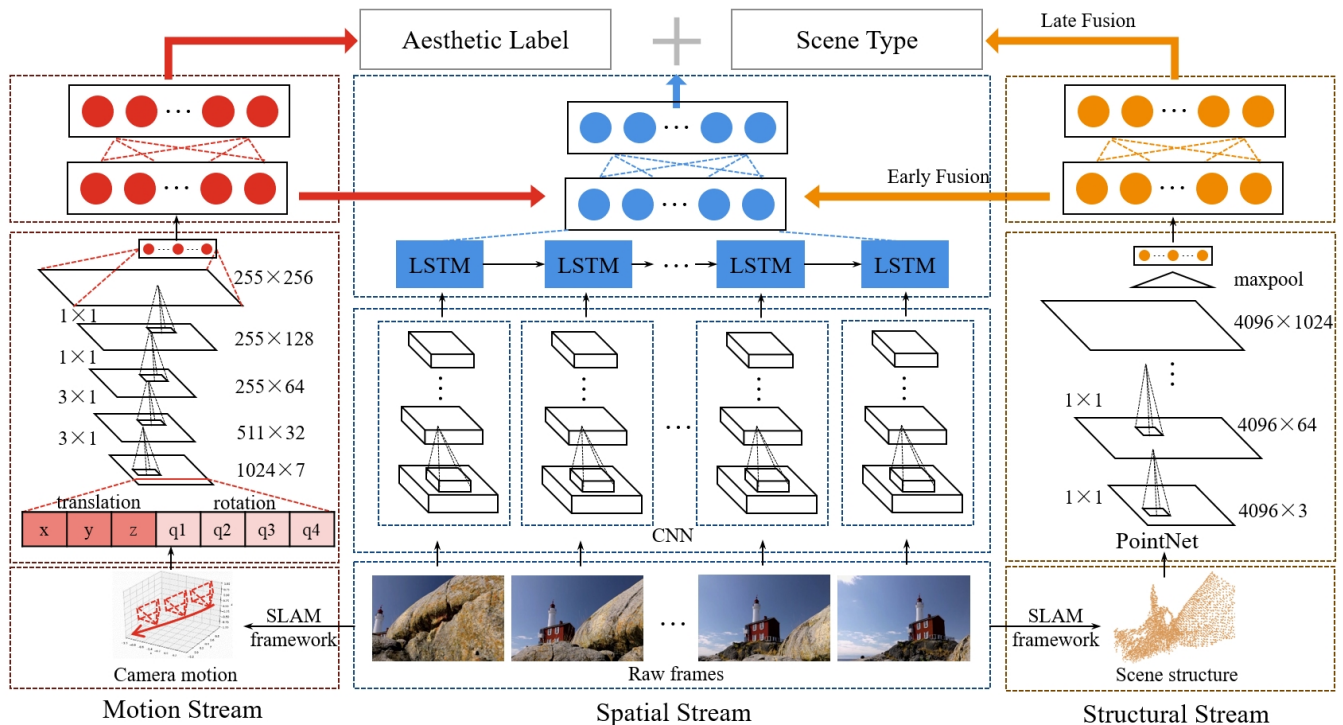 Aesthetic Label
Scene Type
Late Fusion
Early Fusion
255×256
1×1
255×128
1×1
255×64
3×1
511×32
3×1
1024×7
translation rotation
x y z q1 q2 q3 q4
SLAM framework
Camera motion
Motion Stream
LSTM LSTM ... LSTM LSTM
CNN
Raw frames
Spatial Stream
maxpool
4096×1024
1×1
4096×64
1×1
4096×3
PointNet
SLAM framework
Scene structure
Structural Stream